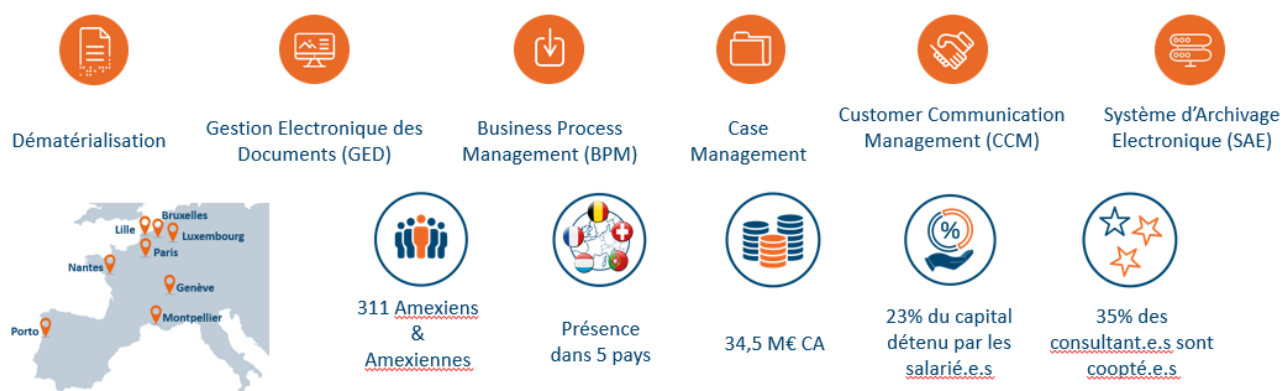 Dématérialisation
Gestion Electronique des
Documents (GED)
Business Process
Management (BPM)
Case
Management
Customer Communication
Management (CCM)
Système d’Archivage
Electronique (SAE)
Bruxelles
Lille
Luxembourg
Paris
Nantes
Genève
Montpellier
Porto
311 Amexiens
&
Amexiennes
Présence
dans 5 pays
34,5 M€ CA
%
23% du capital
détenu par les
salarié.e.s
35% des
consultant.e.s sont
coopté.e.s